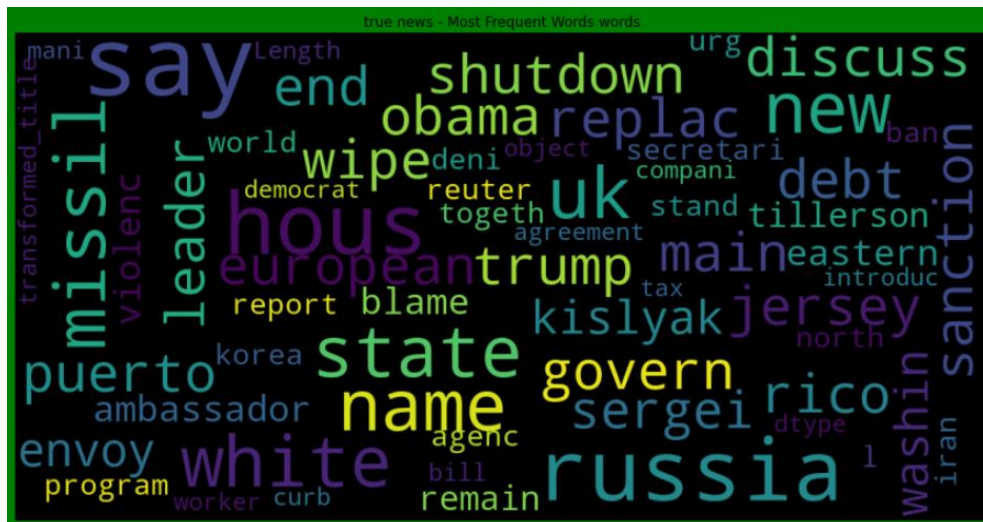 true news - Most Frequent Words words
mani
say
Length
urg
discuss
transformed_title
end
shutdown
new
missil
obama
replac
ban
world
leader
wipe
deni
object
secretari
compani
debt
sanction
democrat
reuter
uk
stand
tillerson
violenc
hous
togeth
agreement
main
eastern
european
trump
introduc
report
blame
tax
kislyak
jersey
north
korea
state
puerto
govern
rico
ambassador
name
sergei
dtype
washin
iran
envoy
white
agenc
russia
l
program
bill
worker
curb
remain